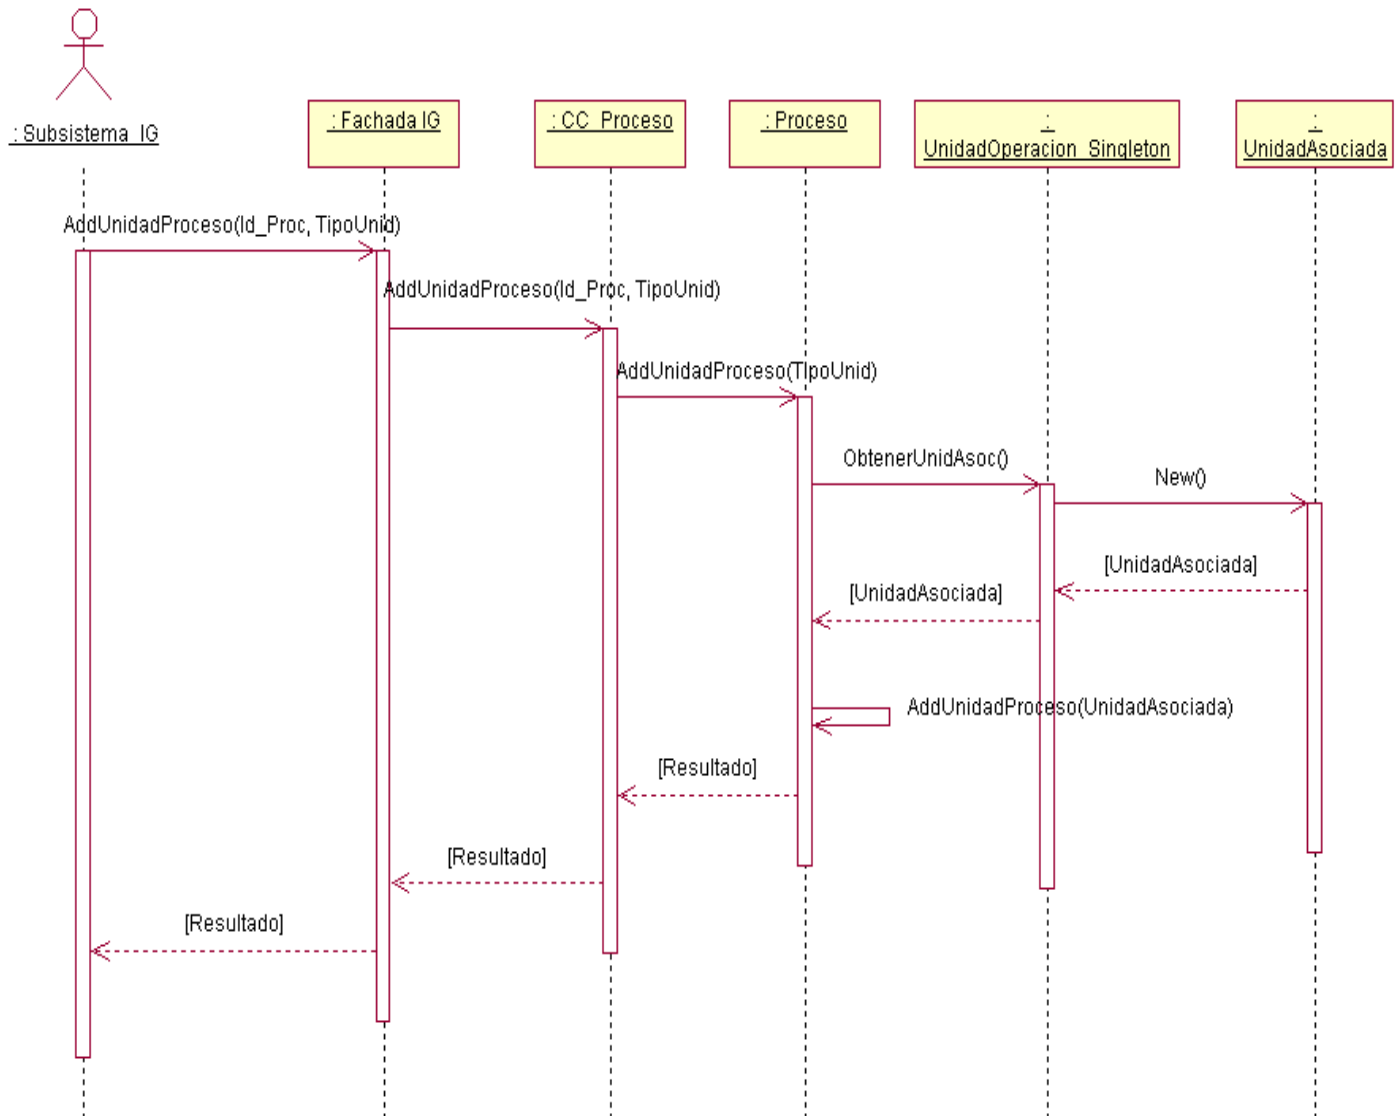 : Subsistema_IG
: Fachada IG
: CC_Proceso
: Proceso
:
UnidadOperacion_Singleton
:
UnidadAsociada
AddUnidadProceso(Id_Proc, TipoUnid)
AddUnidadProceso(Id_Proc, TipoUnid)
AddUnidadProceso(TIpoUnid)
ObtenerUnidAsoc()
New()
[UnidadAsociada]
[UnidadAsociada]
AddUnidadProceso(UnidadAsociada)
[Resultado]
[Resultado]
[Resultado]